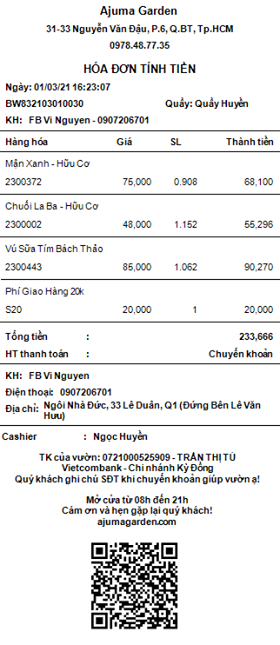 Ajuma Garden
31-33 Nguyễn Văn Đậu, P.6, Q.BT, Tp.HCM
0978.48.77.35
HÓA ĐƠN TÍNH TIỀN
Ngày: 01/03/21 16:23:07
BW832103010030 Quầy: Quầy Huyền
KH: FB Vi Nguyen - 0907206701
Hàng hóa Giá SL Thành tiền
Mận Xanh - Hữu Cơ
2300372 75,000 0.908 68,100
Chuối La Ba - Hữu Cơ
2300002 48,000 1.152 55,296
Vú Sữa Tím Bách Thảo
2300443 85,000 1.062 90,270
Phí Giao Hàng 20k
S20 20,000 1 20,000
Tổng tiền : 233,666
HT thanh toán : Chuyển khoản
KH: FB Vi Nguyen
Điện thoại: 0907206701
Địa chỉ: Ngôi Nhà Đức, 33 Lê Duẩn, Q1 (Đứng Bên Lê Văn
Hưu)
Cashier : Ngọc Huyền
TK của vườn: 0721000525909 - TRẦN THỊ TÚ
Vietcombank - Chi nhánh Kỳ Đồng
Quý khách ghi chú SĐT khi chuyển khoản giúp vườn ạ!
Mở cửa từ 08h đến 21h
Cám ơn và hẹn gặp lại quý khách!
ajumagarden.com